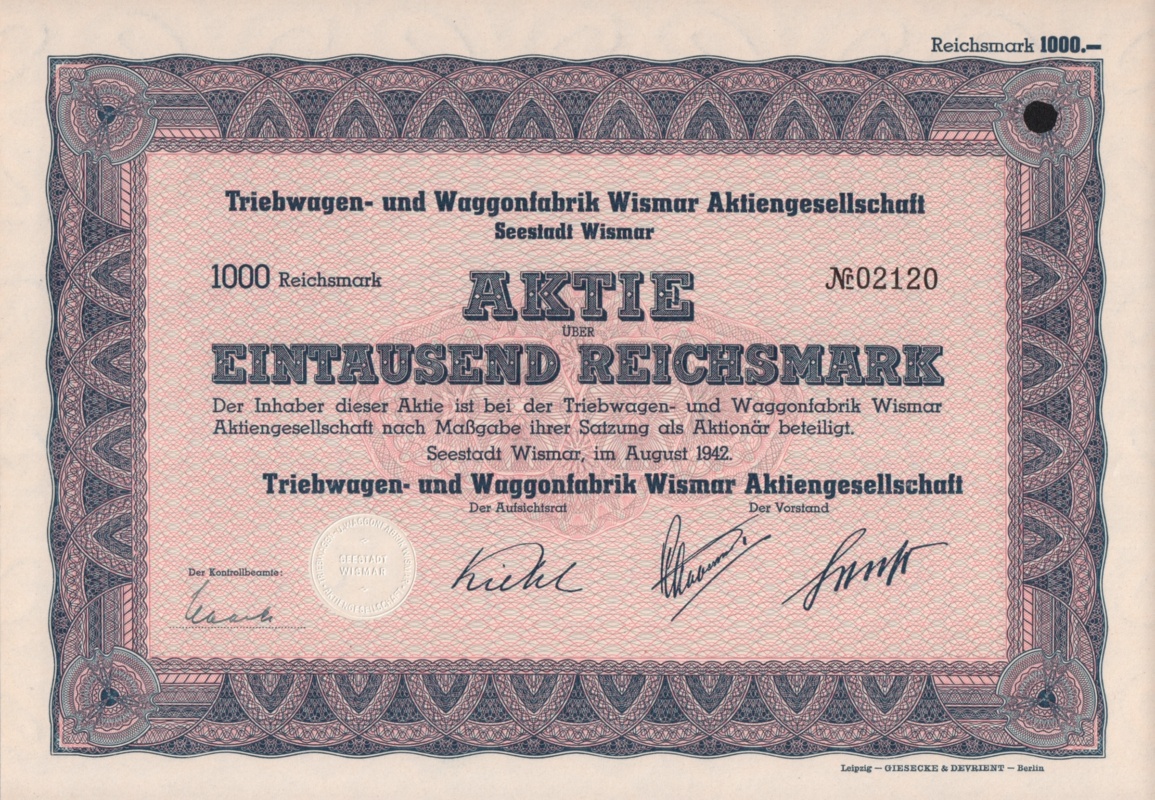 Reichsmark 1000.—
Triebwagen- und Waggonfabrik Wismar Aktiengesellschaft
Seestadt Wismar
1000 Reichsmark
AKTIE
Nr 02120
ÜBER
EINTAUSEND REICHSMARK
Der Inhaber dieser Aktie ist bei der Triebwagen- und Waggonfabrik Wismar
Aktiengesellschaft nach Maßgabe ihrer Satzung als Aktionär beteiligt.
Seestadt Wismar, im August 1942.
Triebwagen- und Waggonfabrik Wismar Aktiengesellschaft
Der Aufsichtsrat
Der Vorstand
SEESTADT
WISMAR
Der Kontrollbeamte:
Leipzig — GIESECKE & DEVRIENT — Berlin